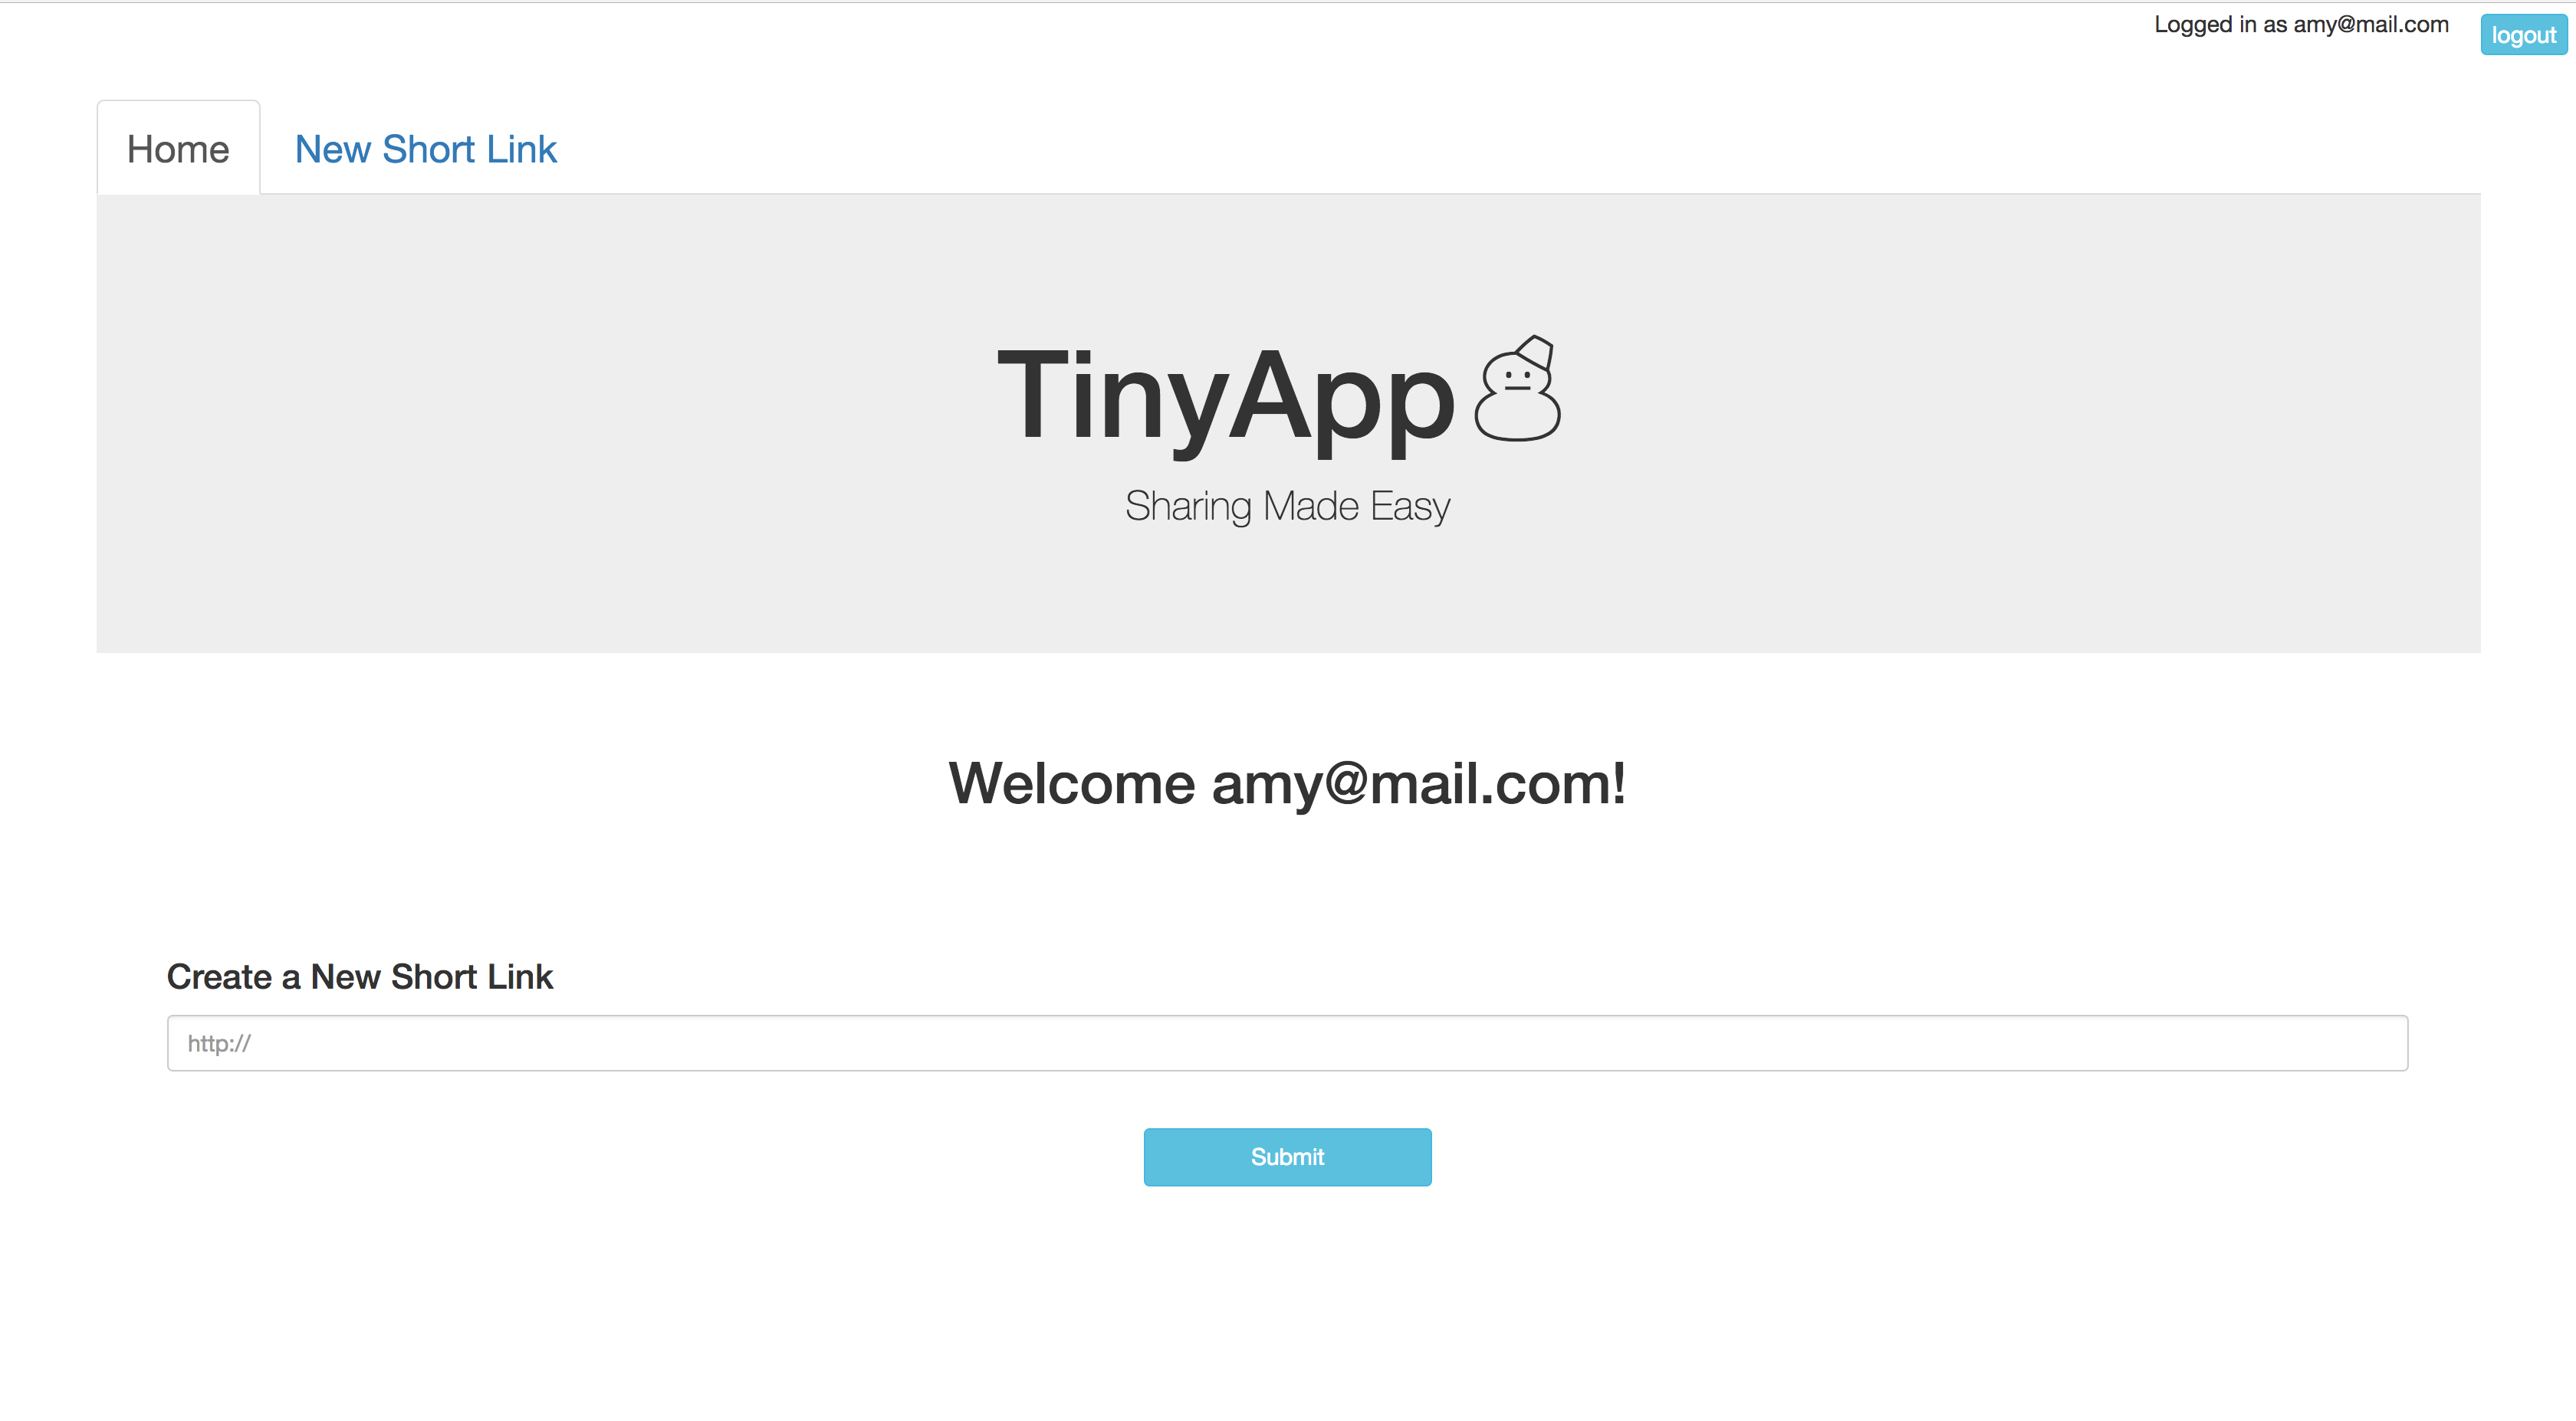 Logged in as amy@mail.com logout
Home New Short Link
TinyApp
Sharing Made Easy
Welcome amy@mail.com!
Create a New Short Link
http://
Submit